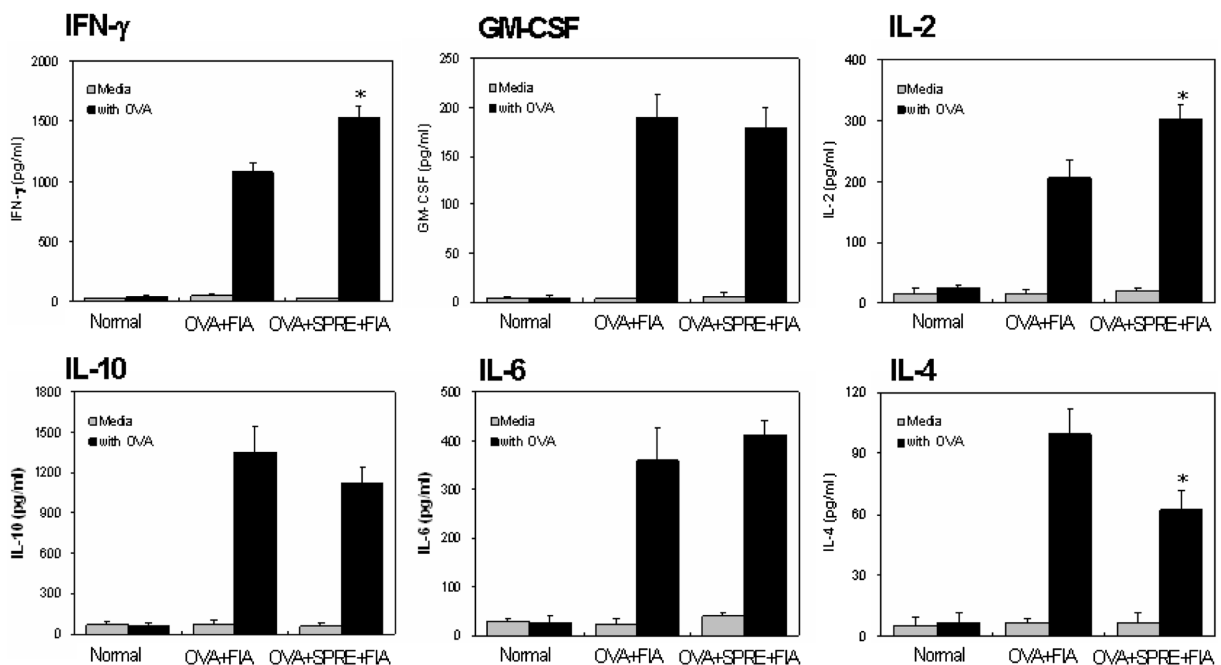 IFN-γ
2000
1500
1000
500
0
IFN-γ (pg/ml)
Media
with OVA
*
Normal
OVA+FIA
OVA+SPRE+FIA
GM-CSF
250
200
150
100
50
0
GM-CSF (pg/ml)
Media
with OVA
Normal
OVA+FIA
OVA+SPRE+FIA
IL-2
400
300
200
100
0
IL-2 (pg/ml)
Media
with OVA
*
Normal
OVA+FIA
OVA+SPRE+FIA
IL-10
1800
1500
1200
900
600
300
0
IL-10 (pg/ml)
Media
with OVA
Normal
OVA+FIA
OVA+SPRE+FIA
IL-6
500
400
300
200
100
0
IL-6 (pg/ml)
Media
with OVA
Normal
OVA+FIA
OVA+SPRE+FIA
IL-4
120
90
60
30
0
IL-4 (pg/ml)
Media
with OVA
*
Normal
OVA+FIA
OVA+SPRE+FIA